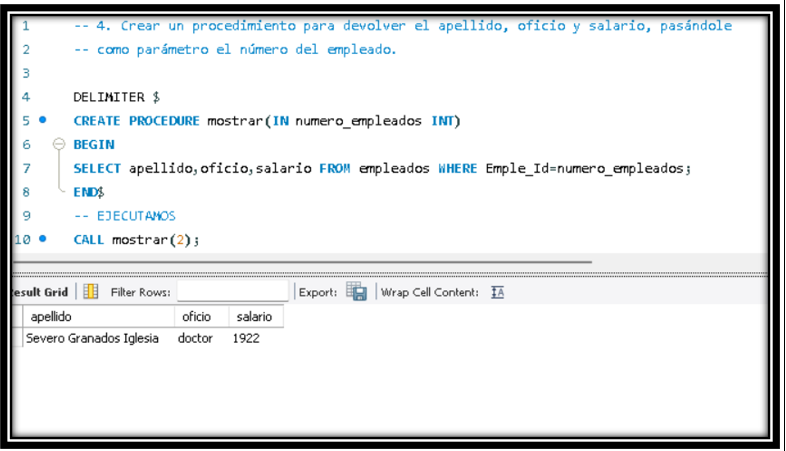 1 -- 4. Crear un procedimiento para devolver el apellido, oficio y salario, pasándole
2 -- como parámetro el número del empleado.
3
4 DELIMITER $
5 CREATE PROCEDURE mostrar(IN numero_empleados INT)
6 BEGIN
7 SELECT apellido,oficio,salario FROM empleados WHERE Emple_Id=numero_empleados;
8 END$
9 -- EJECUTAMOS
10 CALL mostrar(2);
esult Grid Filter Rows: Export: Wrap Cell Content: IA
apellido oficio salario
Severo Granados Iglesia doctor 1922